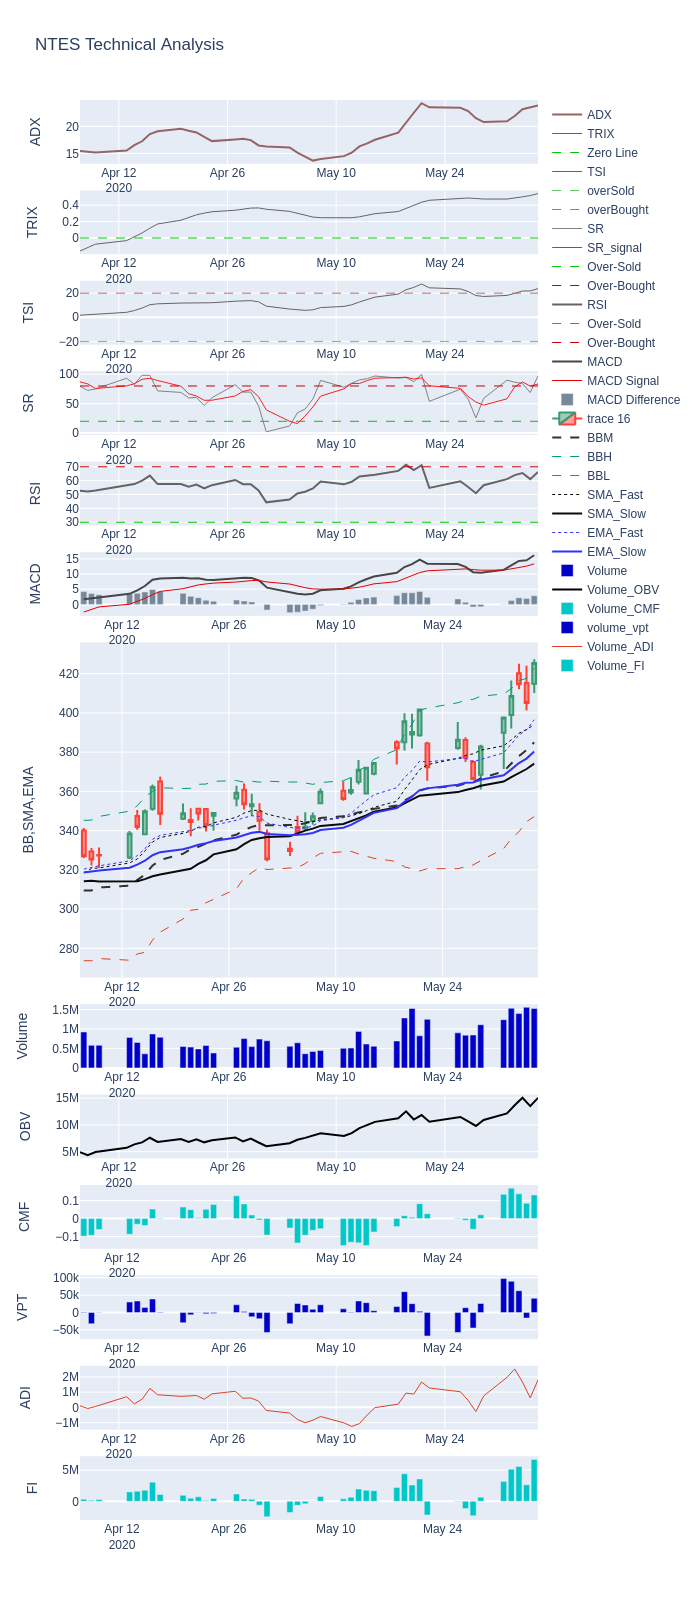 NTES Technical Analysis
ADX
20
15
Apr 12
2020
Apr 26
May 10
May 24
TRIX
0.4
0.2
0
Apr 12
2020
Apr 26
May 10
May 24
TSI
20
0
−20
Apr 12
2020
Apr 26
May 10
May 24
SR
100
50
0
Apr 12
2020
Apr 26
May 10
May 24
RSI
70
60
50
40
30
Apr 12
2020
Apr 26
May 10
May 24
MACD
15
10
5
0
Apr 12
2020
Apr 26
May 10
May 24
BB,SMA,EMA
420
400
380
360
340
320
300
280
Apr 12
2020
Apr 26
May 10
May 24
Volume
1.5M
1M
0.5M
0
Apr 12
2020
Apr 26
May 10
May 24
OBV
15M
10M
5M
Apr 12
2020
Apr 26
May 10
May 24
CMF
0.1
0
−0.1
Apr 12
2020
Apr 26
May 10
May 24
VPT
100k
50k
0
−50k
Apr 12
2020
Apr 26
May 10
May 24
ADI
2M
1M
0
−1M
Apr 12
2020
Apr 26
May 10
May 24
FI
5M
0
Apr 12
2020
Apr 26
May 10
May 24
ADX
TRIX
Zero Line
TSI
overSold
overBought
SR
SR_signal
Over-Sold
Over-Bought
RSI
Over-Sold
Over-Bought
MACD
MACD Signal
MACD Difference
trace 16
BBM
BBH
BBL
SMA_Fast
SMA_Slow
EMA_Fast
EMA_Slow
Volume
Volume_OBV
Volume_CMF
volume_vpt
Volume_ADI
Volume_FI